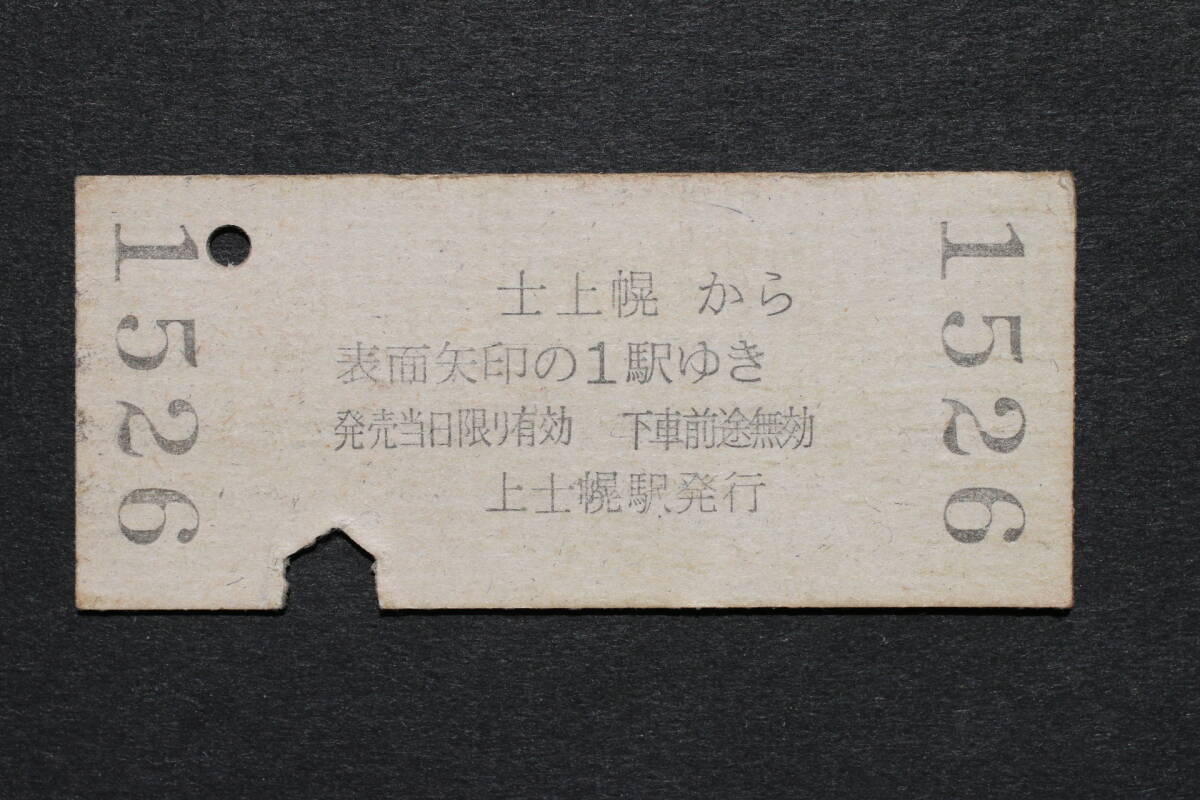 1526
士上幌 から
表面矢印の1駅ゆき
発売当日限り有効 下車前途無効
上士幌駅発行
1526